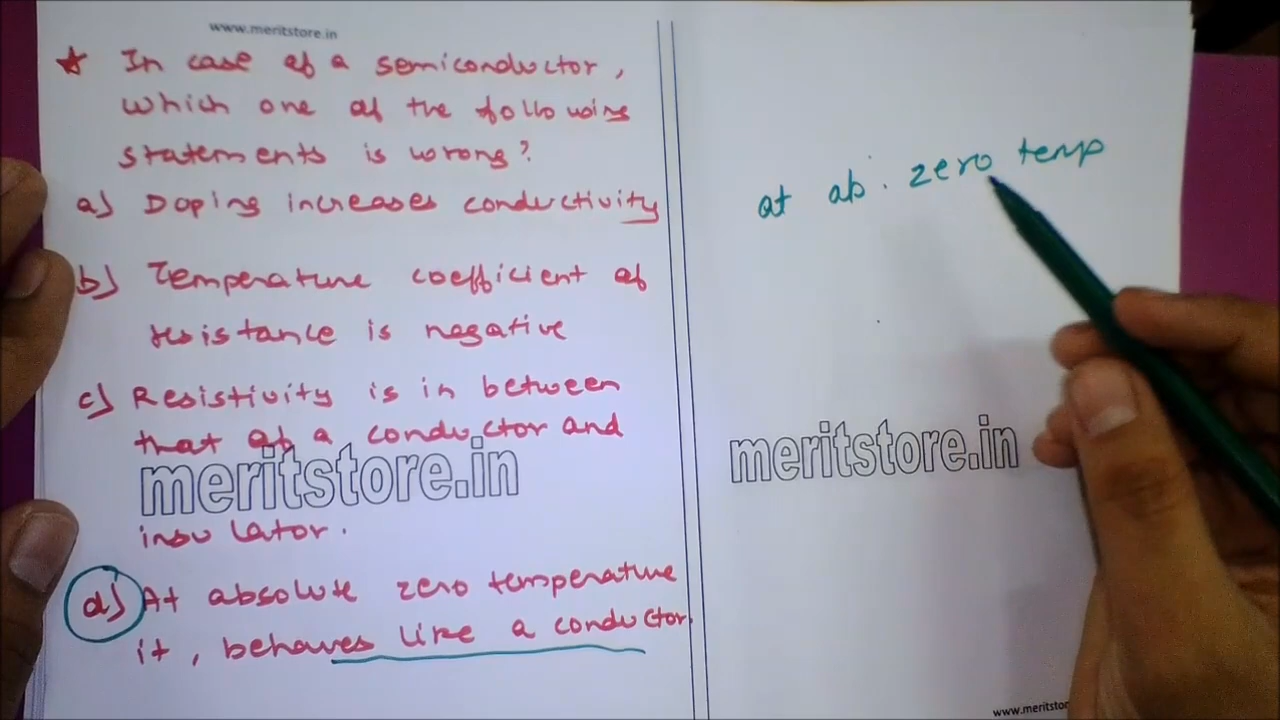 www.meritstore.in
★ In case of a semiconductor,
which one of the following
statements is wrong?
a) Doping increases conductivity
b) Temperature coefficient of
resistance is negative
c) Resistivity is in between
that of a conductor and
meritstore.in
insulator.
d) At absolute zero temperature
it, behaves like a conductor.
at ab. zero temp
meritstore.in
www.meritstor